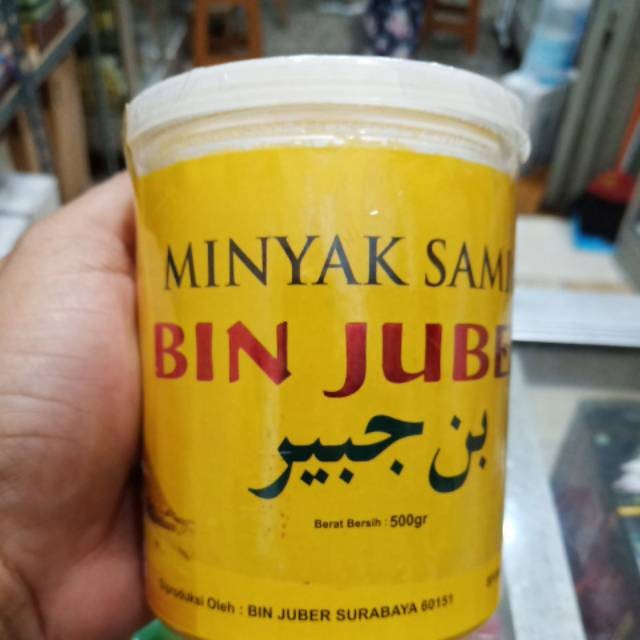 MINYAK SAMI
BIN JUBE
بن جبير
Berat Bersih : 500gr
Diproduksi Oleh : BIN JUBER SURABAYA 60151